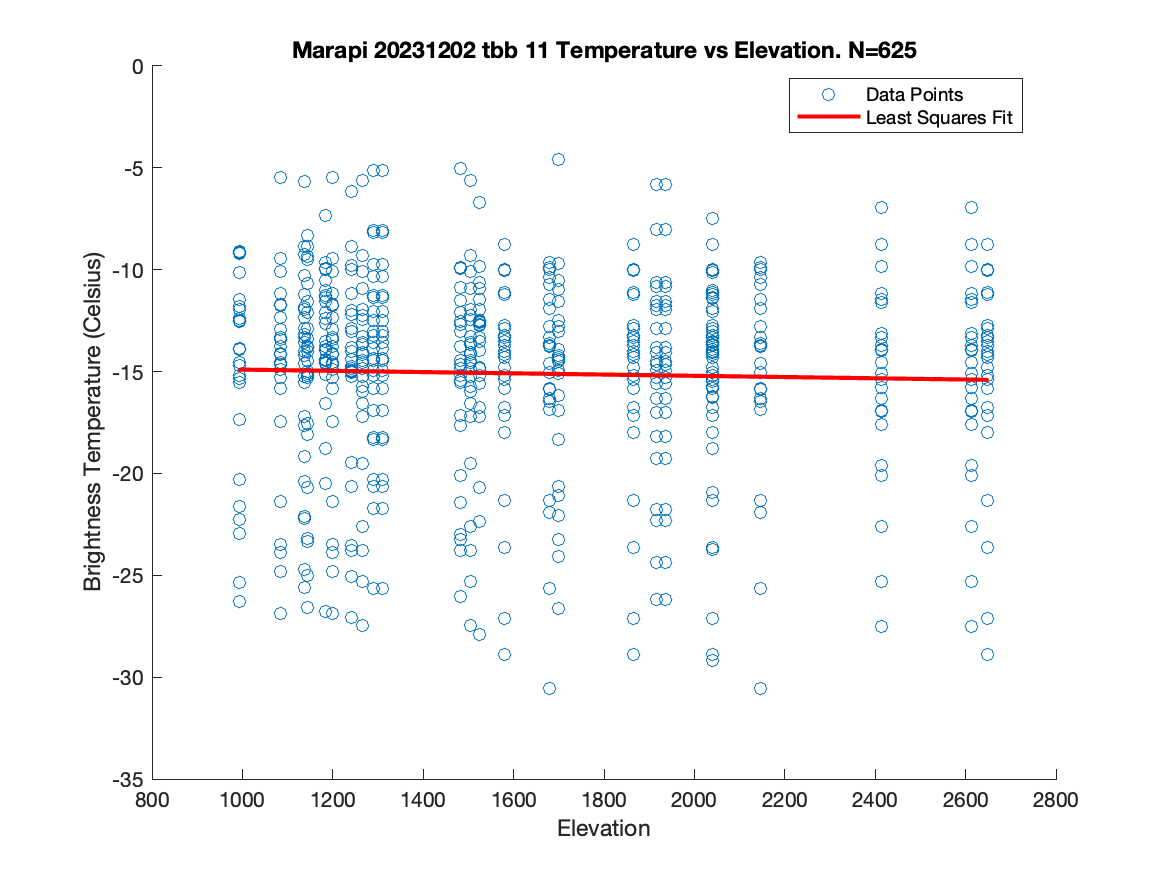 Marapi 20231202 tbb 11 Temperature vs Elevation. N=625
Data Points
Least Squares Fit
0
-5
-10
-15
-20
-25
-30
-35
Brightness Temperature (Celsius)
800 1000 1200 1400 1600 1800 2000 2200 2400 2600 2800
Elevation